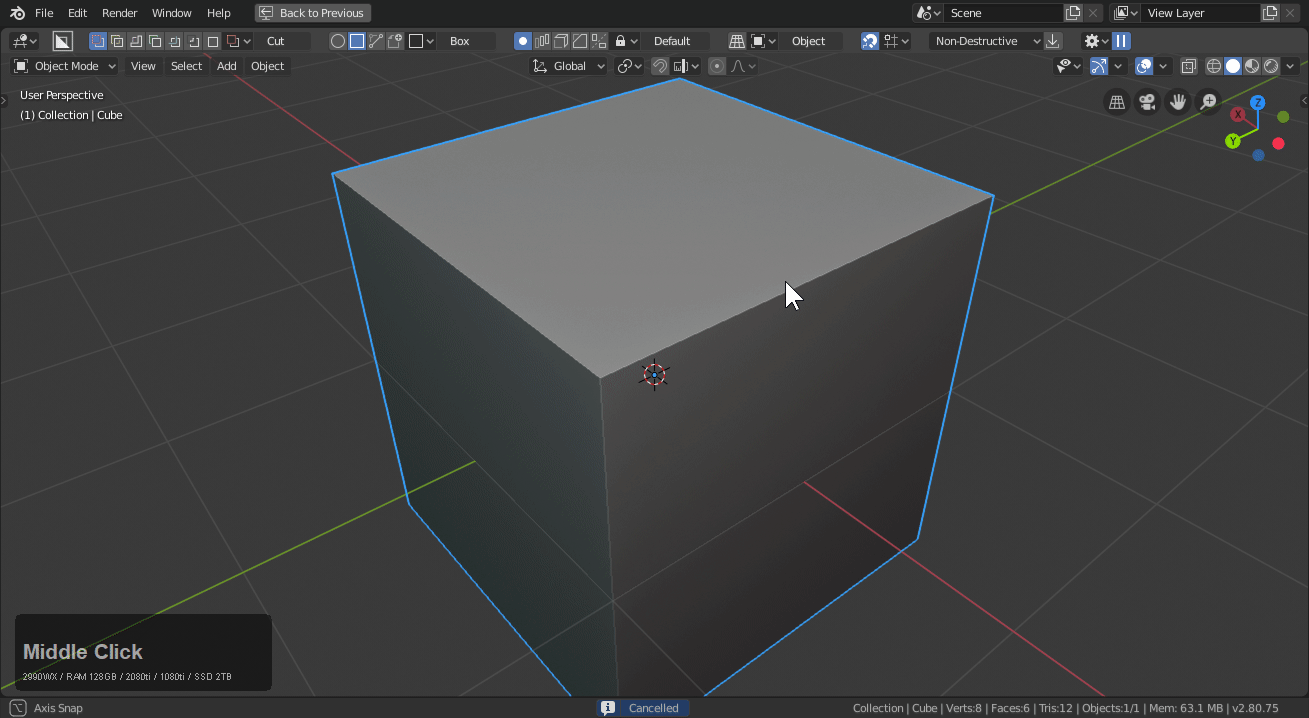 File Edit Render Window Help Back to Previous Scene View Layer
Cut Box Default Object Non-Destructive
Object Mode View Select Add Object Global
User Perspective
(1) Collection | Cube
Z
X
Y
Middle Click
2990WX / RAM 128GB / 2080ti / 1080ti / SSD 2TB
Axis Snap Cancelled Collection | Cube | Verts:8 | Faces:6 | Tris:12 | Objects:1/1 | Mem: 63.1 MB | v2.80.75